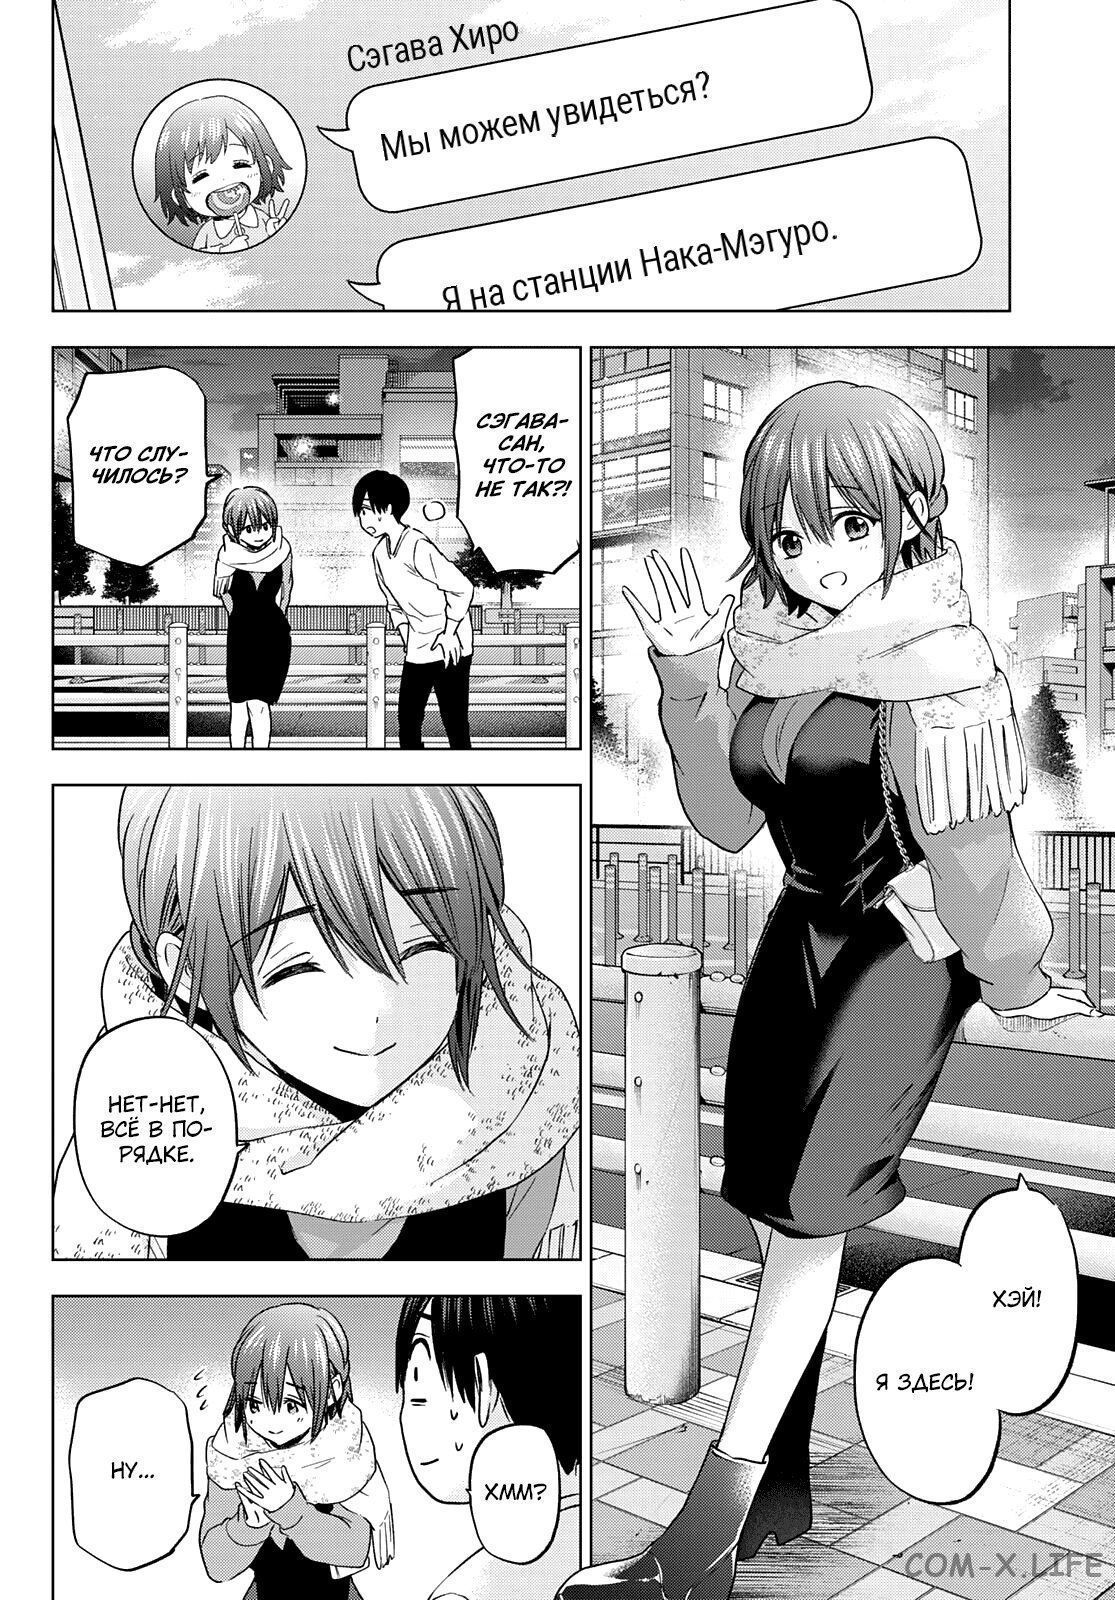 Сэгава Хиро
Мы можем увидеться?
Я на станции Нака-Мэгуро.
ХЭЙ!
Я ЗДЕСЬ!
СЭГАВА-
САН,
ЧТО-ТО
НЕ ТАК?!
ЧТО СЛУ-
ЧИЛОСЬ?
НЕТ-НЕТ,
ВСЁ В ПО-
РЯДКЕ.
ХММ?
НУ...
COM-X.LIFE